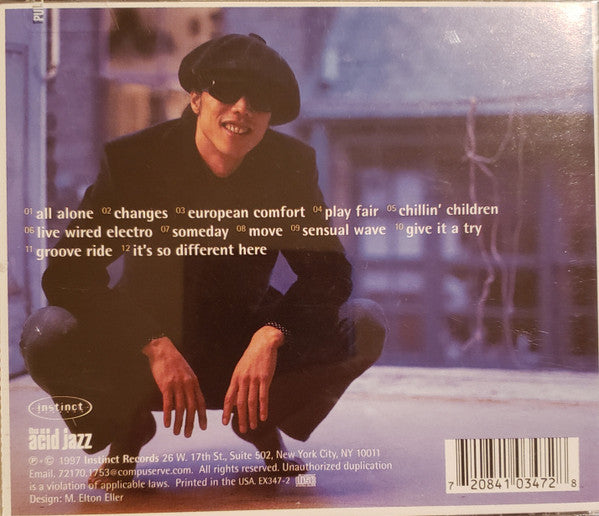 PU
01 all alone 02 changes 03 european comfort 04 play fair 05 chillin' children
06 live wired electro 07 someday 08 move 09 sensual wave 10 give it a try
11 groove ride 12 it's so different here
instinct
this is
acid jazz
℗ • © 1997 Instinct Records 26 W. 17th St., Suite 502, New York City, NY 10011
Email. 72170.1753@compuserve.com. All rights reserved. Unauthorized duplication
is a violation of applicable laws. Printed in the USA. EX347-2
Design: M. Elton Eller
7 20841 03472 8